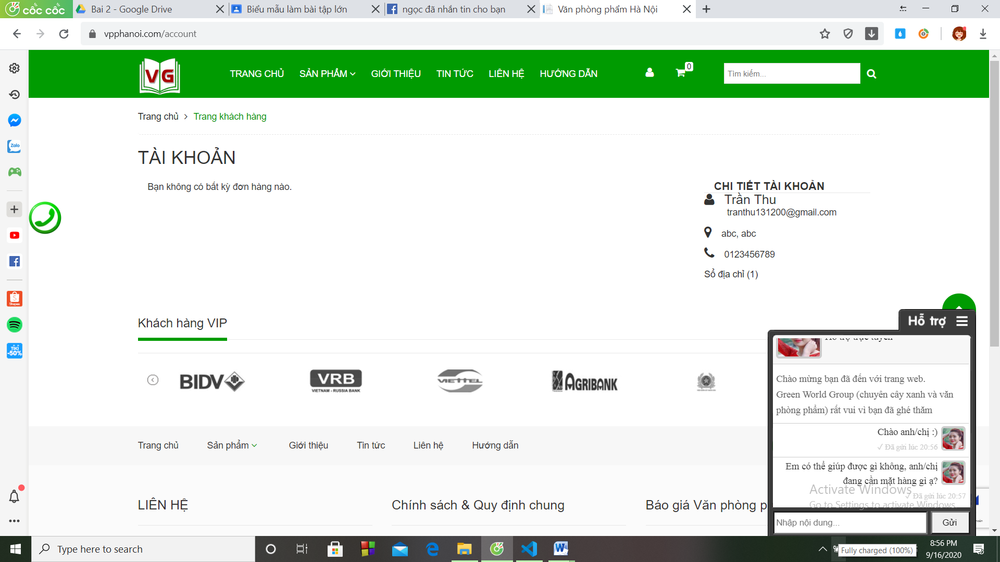 cốc cốc
Bai 2 - Google Drive
Biểu mẫu làm bài tập lớn
ngọc đã nhắn tin cho bạn
Văn phòng phẩm Hà Nội
vpphanoi.com/account
VG
TRANG CHỦ
SẢN PHẨM
GIỚI THIỆU
TIN TỨC
LIÊN HỆ
HƯỚNG DẪN
0
Tìm kiếm...
Trang chủ
Trang khách hàng
TÀI KHOẢN
Bạn không có bất kỳ đơn hàng nào.
CHI TIẾT TÀI KHOẢN
Trần Thu
tranthu131200@gmail.com
abc, abc
0123456789
Sổ địa chỉ (1)
Zalo
Shopee
TIKI
-50%
Khách hàng VIP
BIDV
VRB
VIETNAM - RUSSIA BANK
VIETTEL
AGRIBANK
Hỗ trợ
Hỗ trợ trực tuyến
Chào mừng bạn đã đến với trang web.
Green World Group (chuyên cây xanh và văn
phòng phẩm) rất vui vì bạn đã ghé thăm
Chào anh/chị :)
✓ Đã gửi lúc 20:56
Em có thể giúp được gì không, anh/chị
đang cần mặt hàng gì ạ?
✓ Đã gửi lúc 20:57
Activate Windows
Go to Settings to activate Windows.
Nhập nội dung...
Gửi
Trang chủ
Sản phẩm
Giới thiệu
Tin tức
Liên hệ
Hướng dẫn
LIÊN HỆ
Chính sách & Quy định chung
Báo giá Văn phòng p
Type here to search
Fully charged (100%)
8:56 PM
9/16/2020